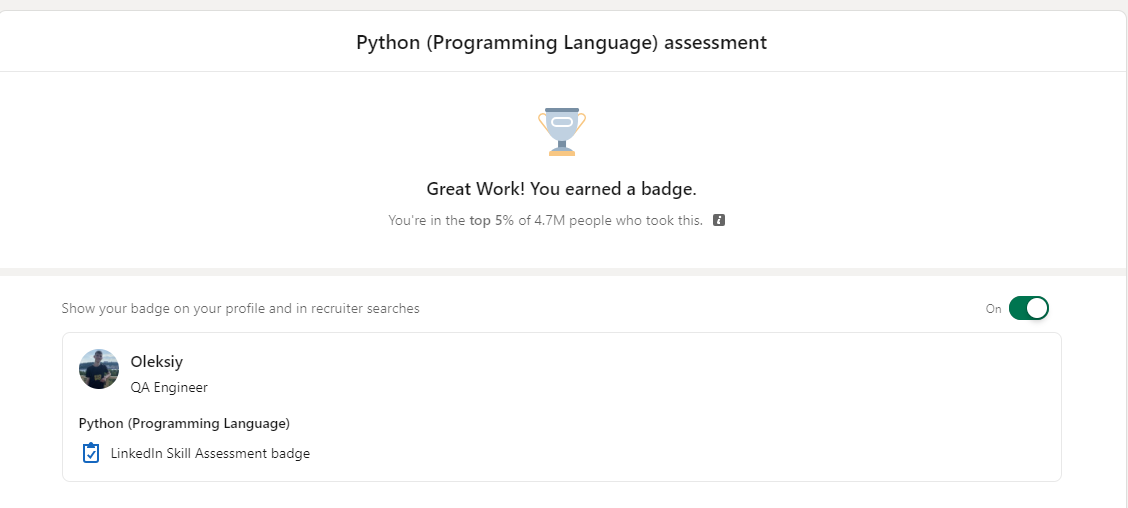 Python (Programming Language) assessment
Great Work! You earned a badge.
You're in the top 5% of 4.7M people who took this.
Show your badge on your profile and in recruiter searches
On
Oleksiy
QA Engineer
Python (Programming Language)
LinkedIn Skill Assessment badge